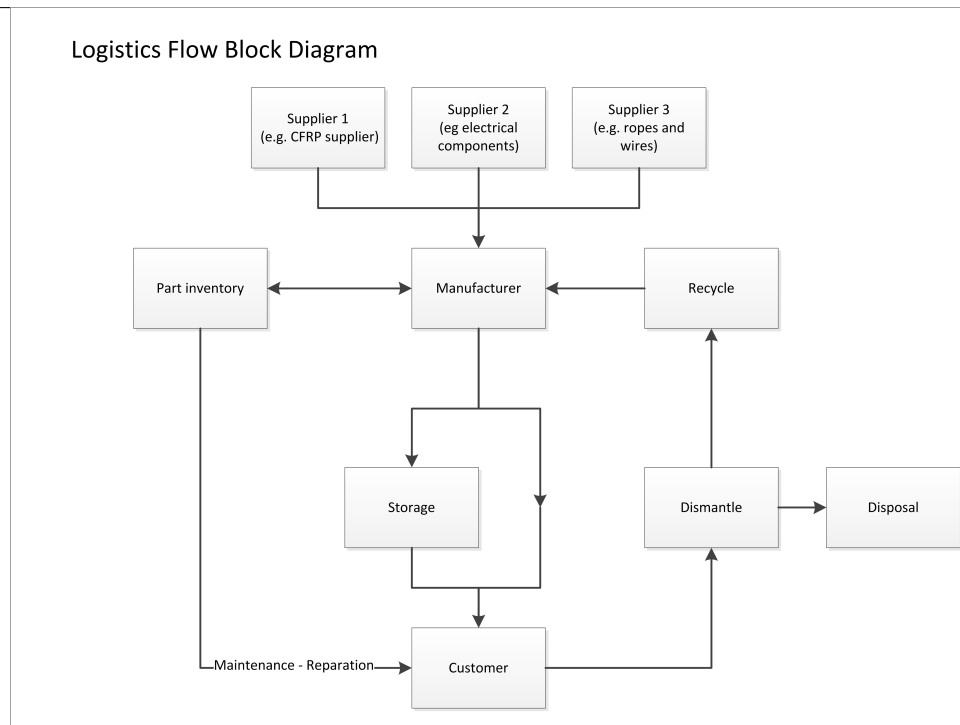 Logistics Flow Block Diagram
Supplier 1
(e.g. CFRP supplier)
Supplier 2
(eg electrical
components)
Supplier 3
(e.g. ropes and
wires)
Part inventory
Manufacturer
Recycle
Storage
Dismantle
Disposal
Maintenance - Reparation
Customer